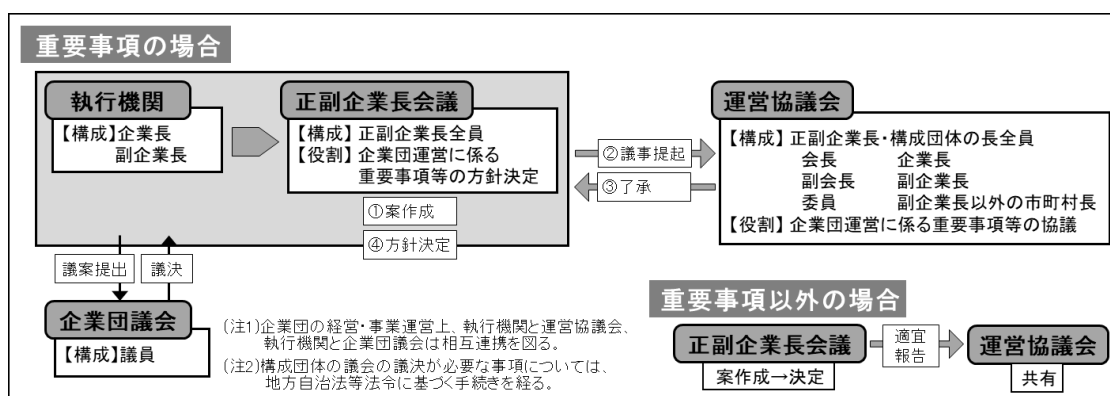 重要事項の場合
執行機関
【構成】企業長
副企業長
正副企業長会議
【構成】正副企業長全員
【役割】企業団運営に係る
重要事項等の方針決定
①案作成
④方針決定
②議事提起
③了承
運営協議会
【構成】正副企業長・構成団体の長全員
会長 企業長
副会長 副企業長
委員 副企業長以外の市町村長
【役割】企業団運営に係る重要事項等の協議
議案提出
議決
企業団議会
【構成】議員
(注1)企業団の経営・事業運営上、執行機関と運営協議会、
執行機関と企業団議会は相互連携を図る。
(注2)構成団体の議会の議決が必要な事項については、
地方自治法等法令に基づく手続きを経る。
重要事項以外の場合
正副企業長会議
案作成→決定
適宜
報告
運営協議会
共有